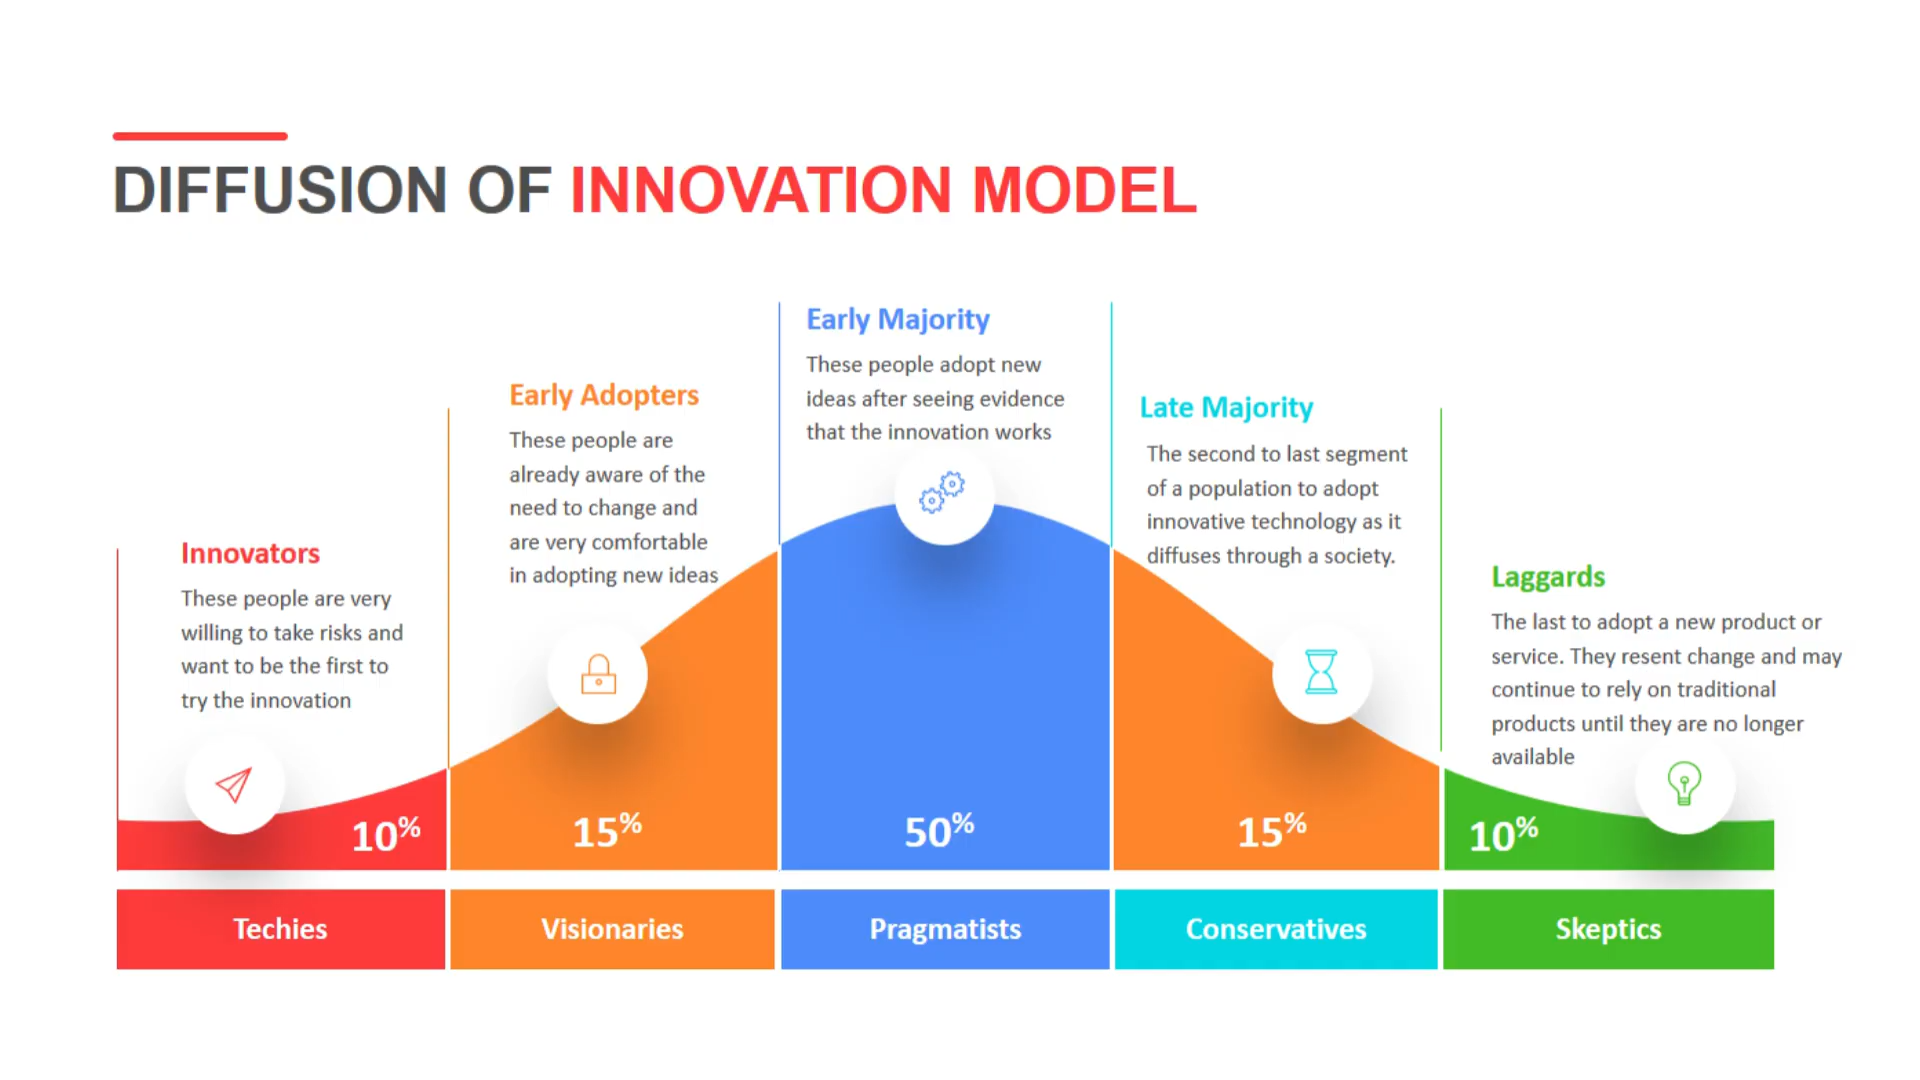 DIFFUSION OF INNOVATION MODEL
Innovators
These people are very
willing to take risks and
want to be the first to
try the innovation
Early Adopters
These people are
already aware of the
need to change and
are very comfortable
in adopting new ideas
Early Majority
These people adopt new
ideas after seeing evidence
that the innovation works
Late Majority
The second to last segment
of a population to adopt
innovative technology as it
diffuses through a society.
Laggards
The last to adopt a new product or
service. They resent change and may
continue to rely on traditional
products until they are no longer
available
10%
15%
50%
15%
10%
Techies
Visionaries
Pragmatists
Conservatives
Skeptics